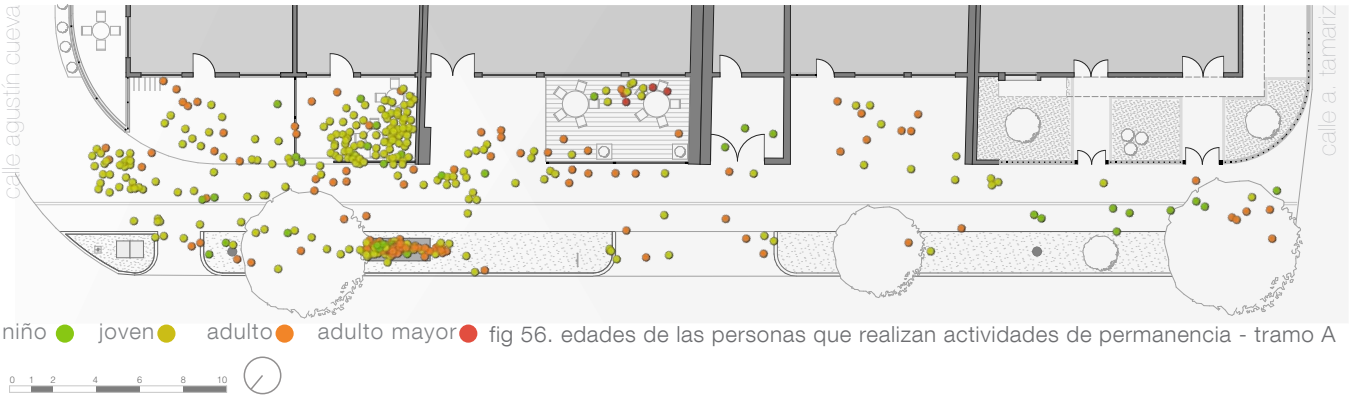 calle agustín cueva
calle a. tamariz
niño joven adulto adulto mayor fig 56. edades de las personas que realizan actividades de permanencia - tramo A
0 1 2 4 6 8 10